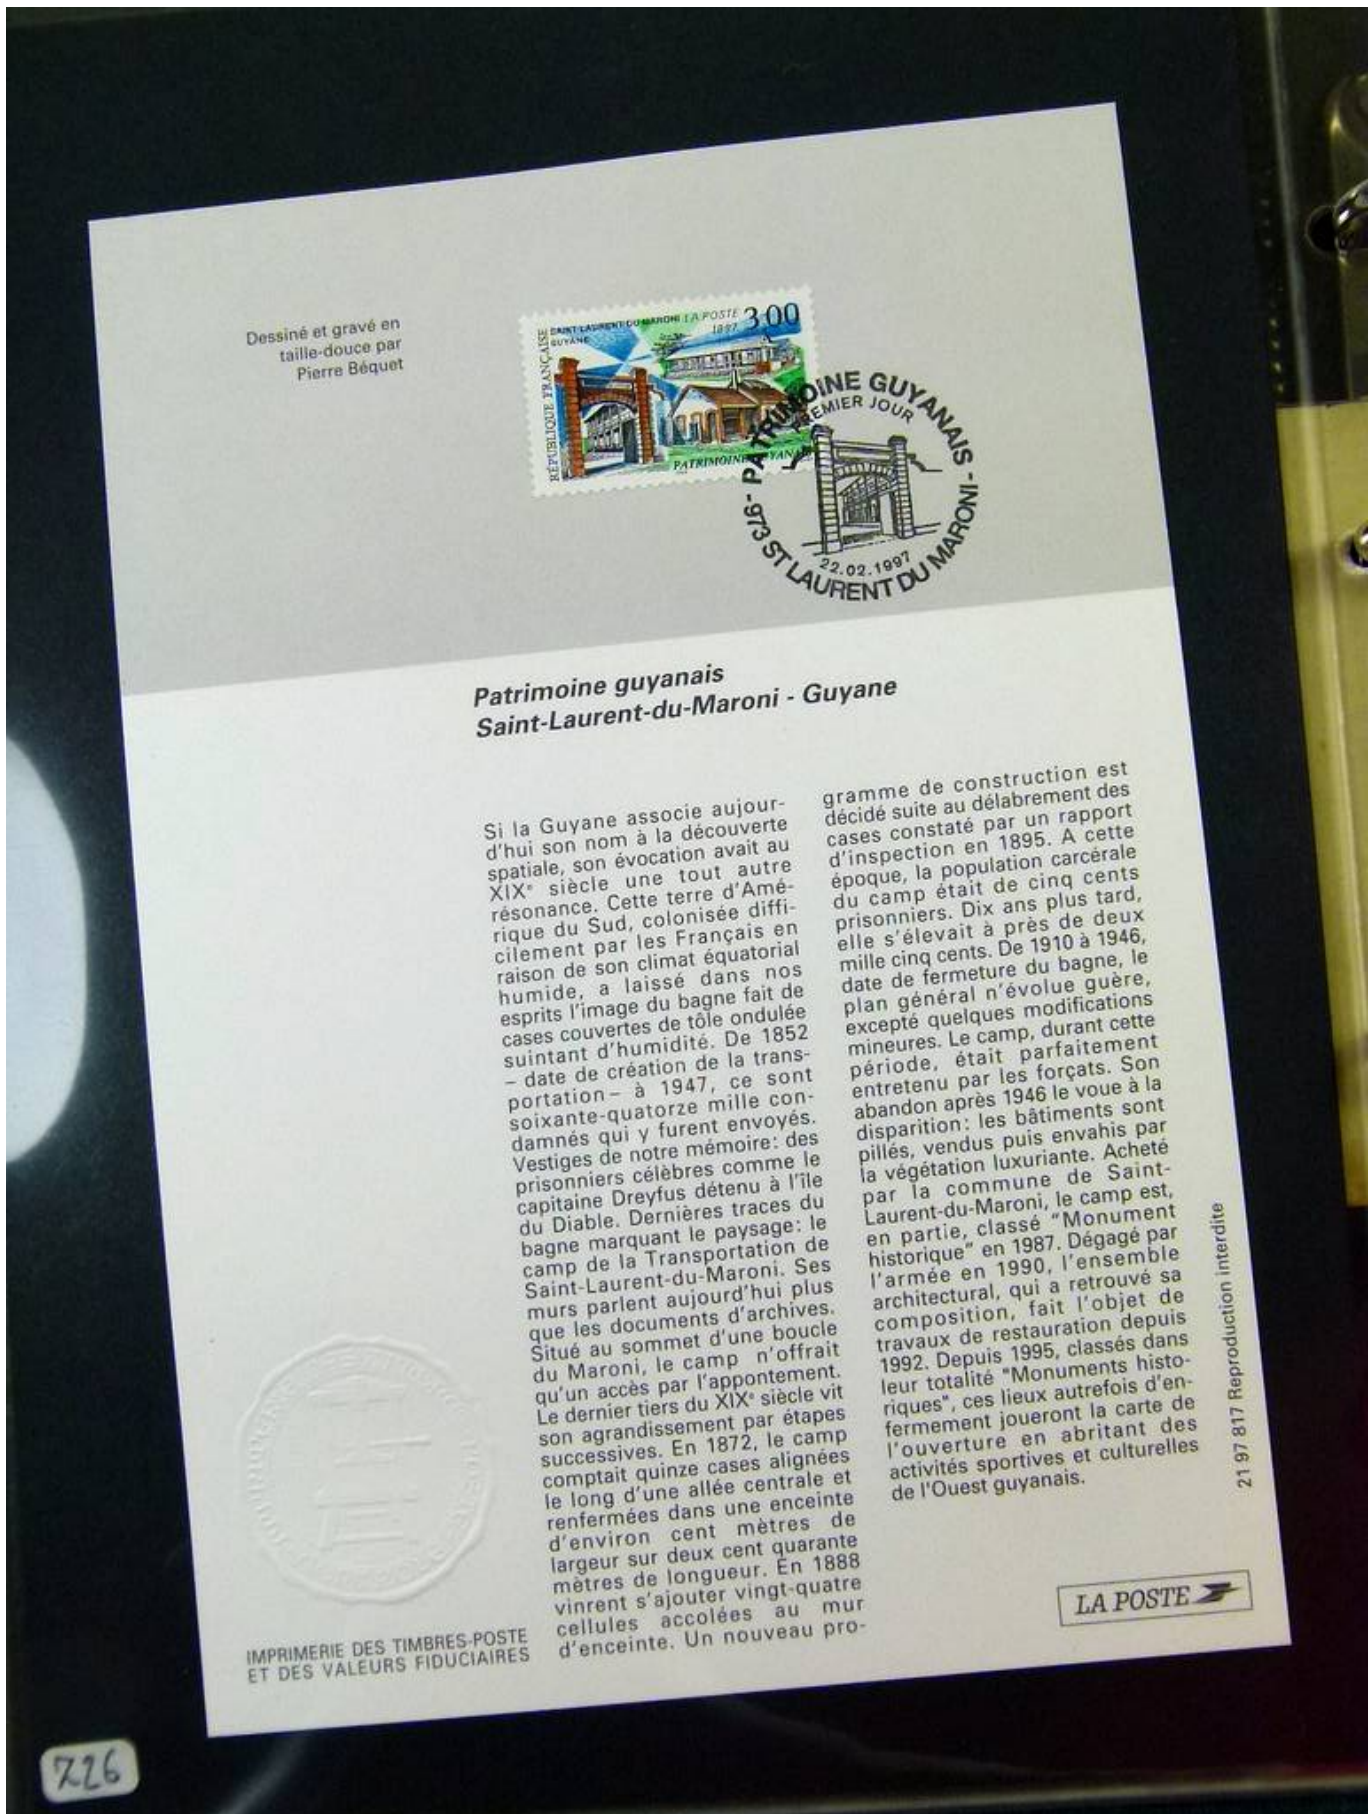 Dessiné et gravé en
taille-douce par
Pierre Béquet
RÉPUBLIQUE FRANÇAISE
SAINT-LAURENT-DU-MARONI
GUYANE
LA POSTE
1997
3,00
PATRIMOINE GUYANAIS
PATRIMOINE GUYANAIS
PREMIER JOUR
22.02.1997
- 973 ST LAURENT DU MARONI -
Patrimoine guyanais
Saint-Laurent-du-Maroni - Guyane
Si la Guyane associe aujour-
d'hui son nom à la découverte
spatiale, son évocation avait au
XIXe siècle une tout autre
résonance. Cette terre d'Amé-
rique du Sud, colonisée diffi-
cilement par les Français en
raison de son climat équatorial
humide, a laissé dans nos
esprits l'image du bagne fait de
cases couvertes de tôle ondulée
suintant d'humidité. De 1852
– date de création de la trans-
portation – à 1947, ce sont
soixante-quatorze mille con-
damnés qui y furent envoyés.
Vestiges de notre mémoire: des
prisonniers célèbres comme le
capitaine Dreyfus détenu à l'île
du Diable. Dernières traces du
bagne marquant le paysage: le
camp de la Transportation de
Saint-Laurent-du-Maroni. Ses
murs parlent aujourd'hui plus
que les documents d'archives.
Situé au sommet d'une boucle
du Maroni, le camp n'offrait
qu'un accès par l'appontement.
Le dernier tiers du XIXe siècle vit
son agrandissement par étapes
successives. En 1872, le camp
comptait quinze cases alignées
le long d'une allée centrale et
renfermées dans une enceinte
d'environ cent mètres de
largeur sur deux cent quarante
mètres de longueur. En 1888
vinrent s'ajouter vingt-quatre
cellules accolées au mur
d'enceinte. Un nouveau pro-
gramme de construction est
décidé suite au délabrement des
cases constaté par un rapport
d'inspection en 1895. A cette
époque, la population carcérale
du camp était de cinq cents
prisonniers. Dix ans plus tard,
elle s'élevait à près de deux
mille cinq cents. De 1910 à 1946,
date de fermeture du bagne, le
plan général n'évolue guère,
excepté quelques modifications
mineures. Le camp, durant cette
période, était parfaitement
entretenu par les forçats. Son
abandon après 1946 le voue à la
disparition: les bâtiments sont
pillés, vendus puis envahis par
la végétation luxuriante. Acheté
par la commune de Saint-
Laurent-du-Maroni, le camp est,
en partie, classé "Monument
historique" en 1987. Dégagé par
l'armée en 1990, l'ensemble
architectural, qui a retrouvé sa
composition, fait l'objet de
travaux de restauration depuis
1992. Depuis 1995, classés dans
leur totalité "Monuments histo-
riques", ces lieux autrefois d'en-
fermement joueront la carte de
l'ouverture en abritant des
activités sportives et culturelles
de l'Ouest guyanais.
21 97 817 Reproduction interdite
IMPRIMERIE DES TIMBRES-POSTE
ET DES VALEURS FIDUCIAIRES
LA POSTE
226